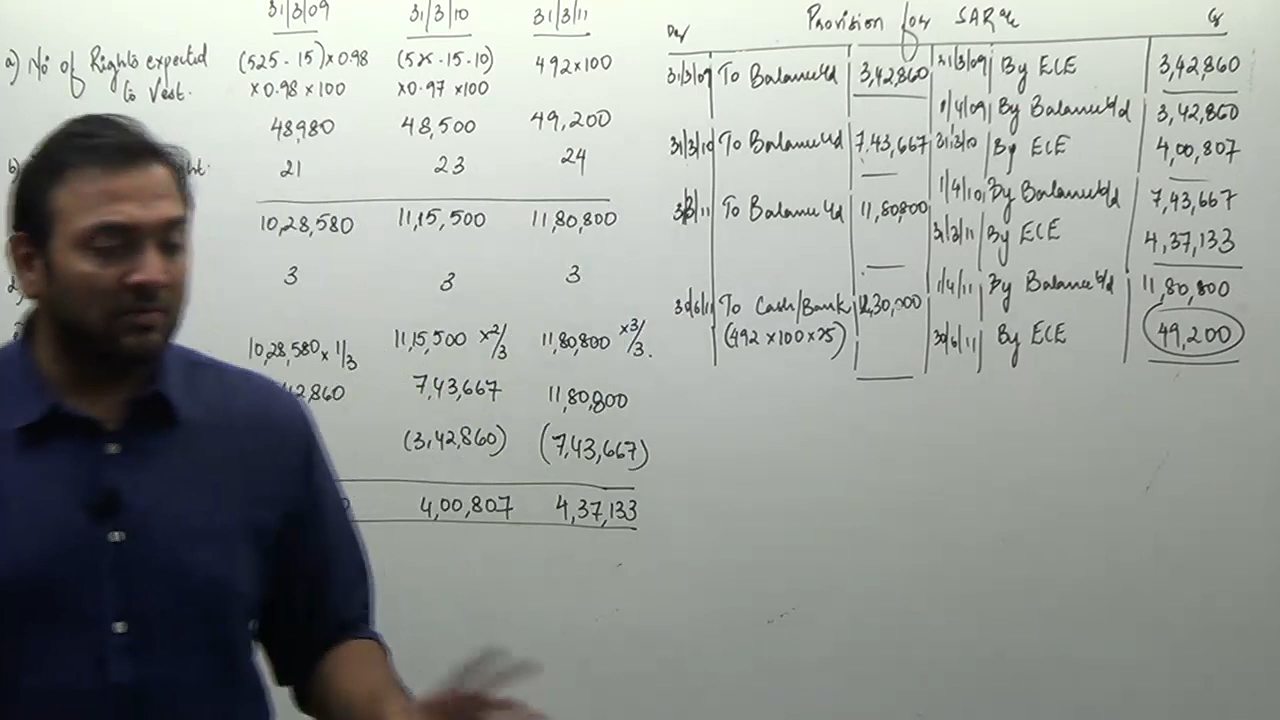 31/3/09 31/3/10 31/3/11
a) No of Rights expected to Vest.
(525 - 15) × 0.98 × 0.98 × 100
(525 - 15 - 10) × 0.97 × 100
492 × 100
48980 48,500 49,200
21 23 24
10,28,580 11,15,500 11,80,800
3 3 3
10,28,580 × 1/3 11,15,500 × 2/3 11,80,800 × 3/3.
42,860 7,43,667 11,80,800
(3,42,860) (7,43,667)
4,00,807 4,37,133
Provision for SAR a/c
Dr Cr
31/3/09 To Balance c/d 3,42,860 31/3/09 By ECE 3,42,860
1/4/09 By Balance b/d 3,42,860
31/3/10 To Balance c/d 7,43,667 31/3/10 By ECE 4,00,807
1/4/10 By Balance b/d 7,43,667
31/3/11 To Balance c/d 11,80,800 31/3/11 By ECE 4,37,133
1/4/11 By Balance b/d 11,80,800
30/6/11 To Cash/Bank 12,30,000
(492 × 100 × 25) 30/6/11 By ECE 49,200